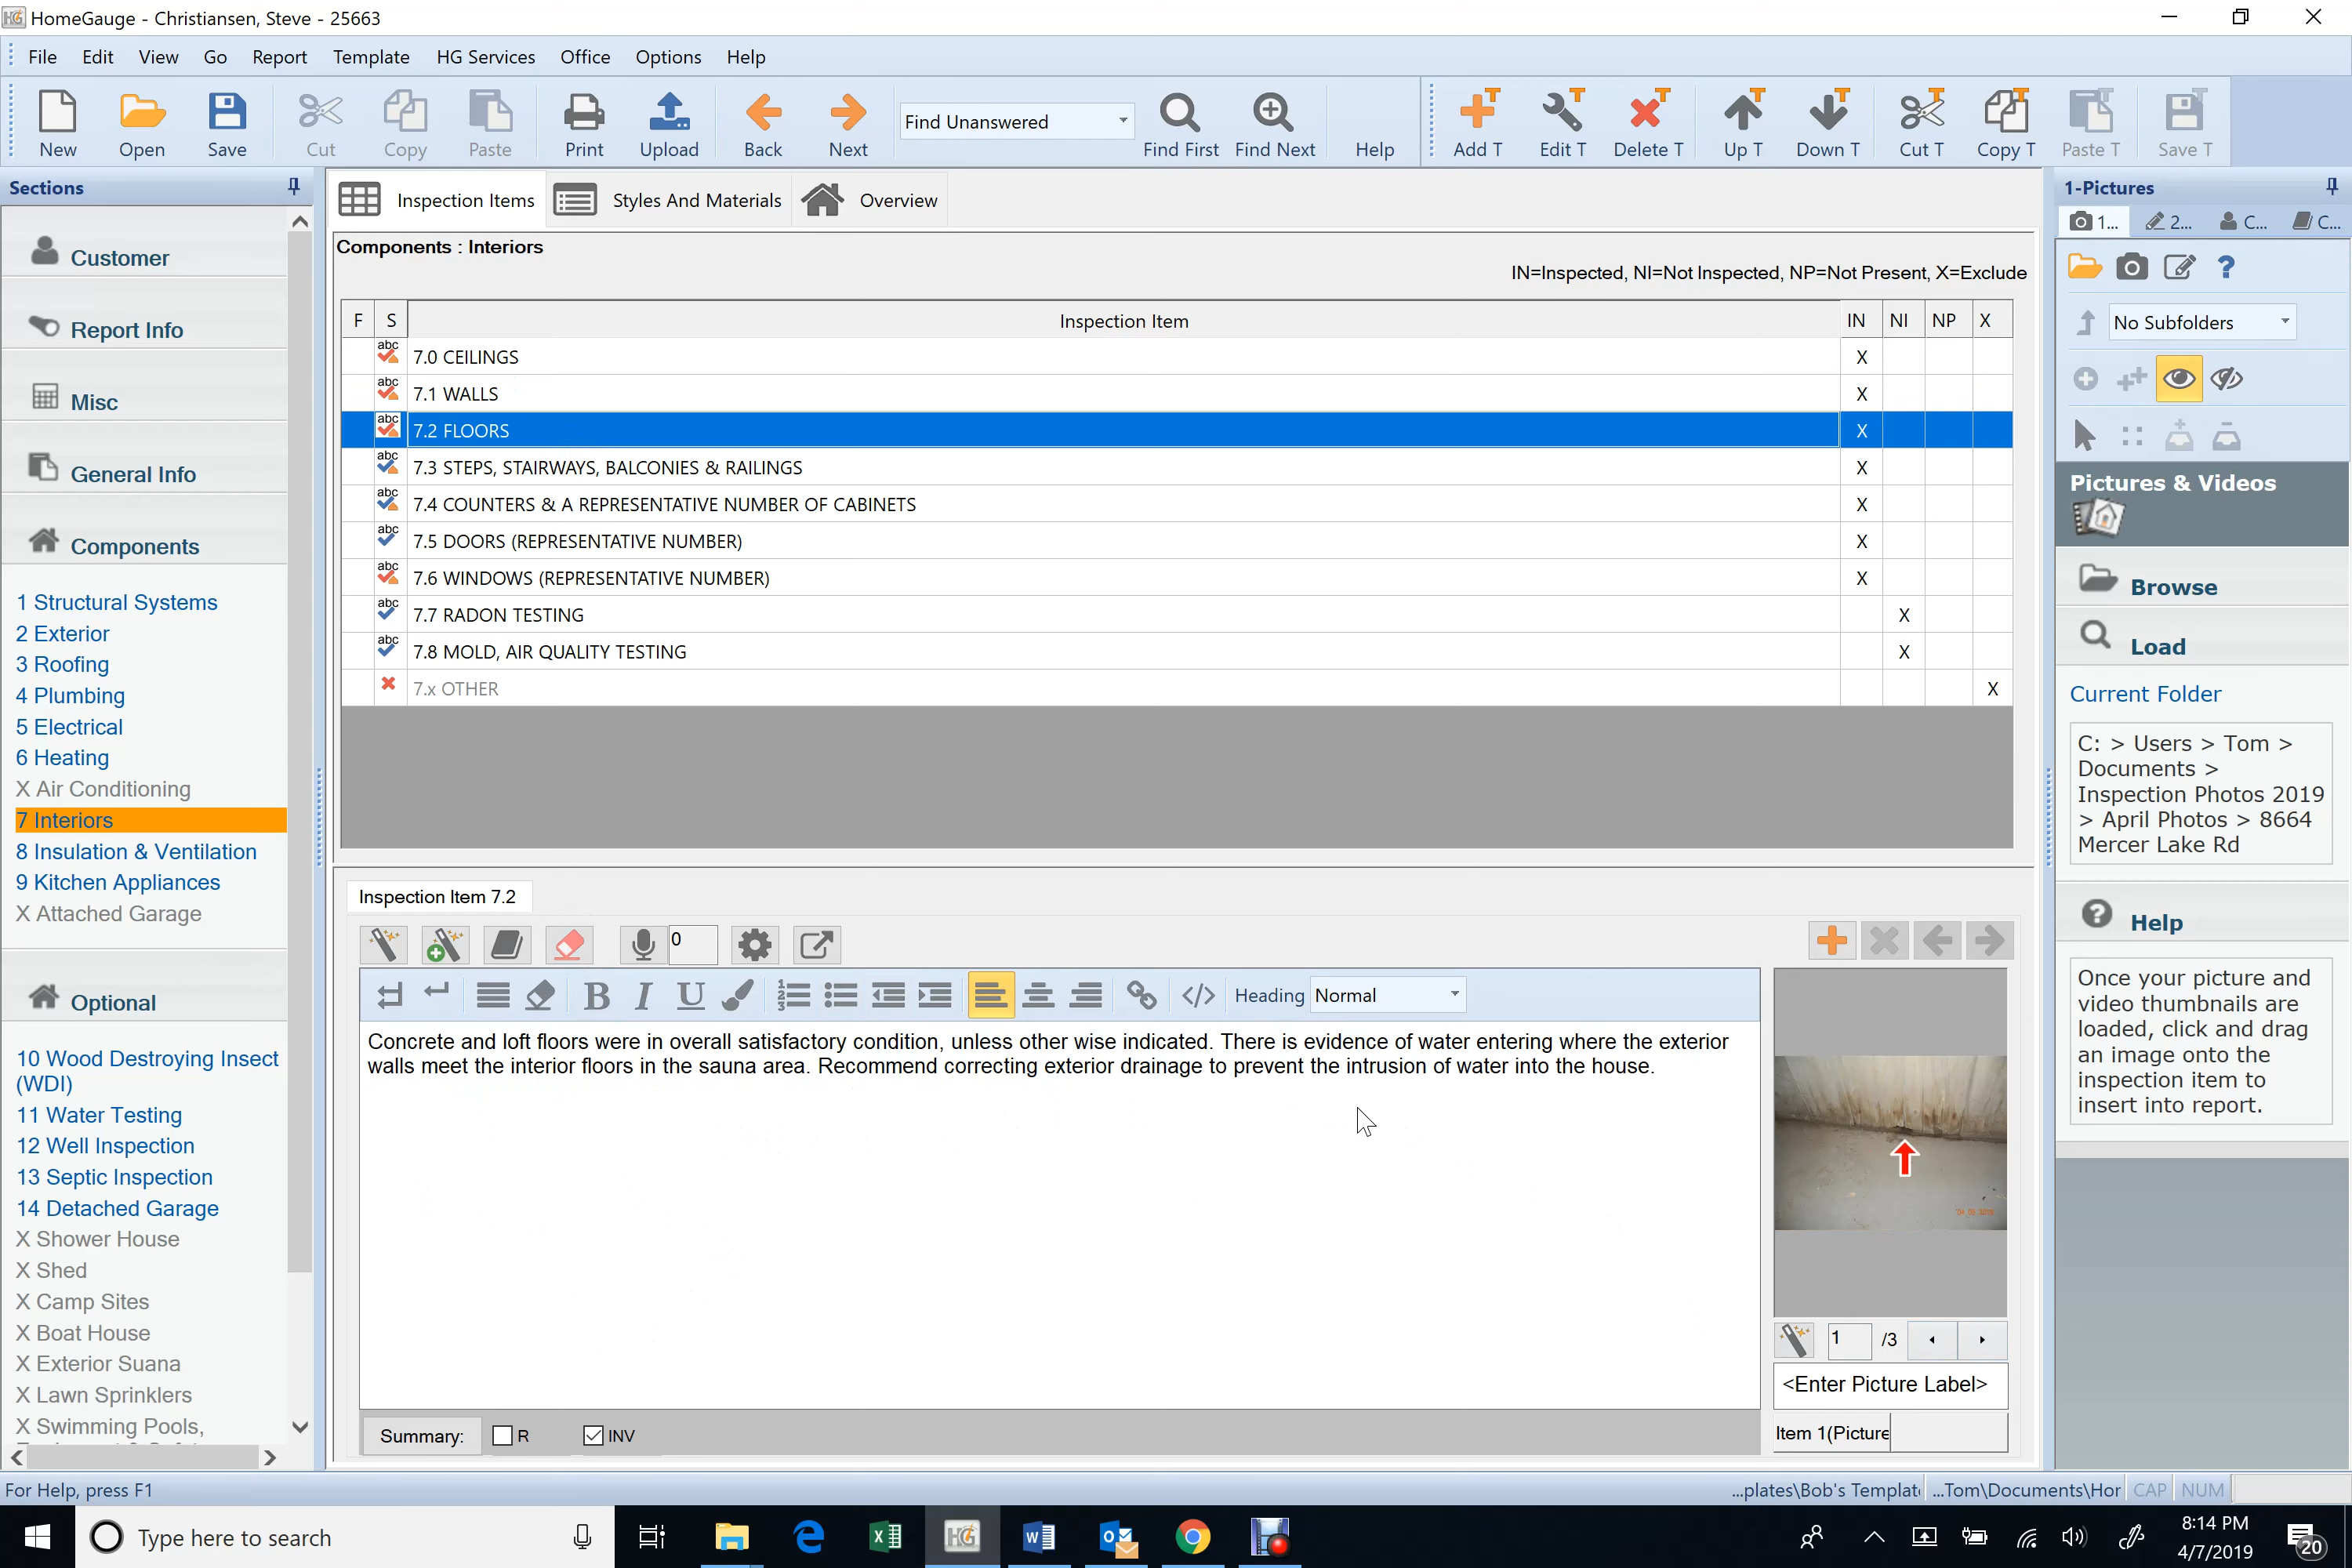 HomeGauge - Christiansen, Steve - 25663
File Edit View Go Report Template HG Services Office Options Help
New Open Save Cut Copy Paste Print Upload Back Next Find Unanswered Find First Find Next Help Add T Edit T Delete T Up T Down T Cut T Copy T Paste T Save T
Sections
Customer
Report Info
Misc
General Info
Components
1 Structural Systems
2 Exterior
3 Roofing
4 Plumbing
5 Electrical
6 Heating
X Air Conditioning
7 Interiors
8 Insulation & Ventilation
9 Kitchen Appliances
X Attached Garage
Optional
10 Wood Destroying Insect
(WDI)
11 Water Testing
12 Well Inspection
13 Septic Inspection
14 Detached Garage
X Shower House
X Shed
X Camp Sites
X Boat House
X Exterior Suana
X Lawn Sprinklers
X Swimming Pools,
Inspection Items Styles And Materials Overview
Components : Interiors
IN=Inspected, NI=Not Inspected, NP=Not Present, X=Exclude
F S Inspection Item IN NI NP X
abc 7.0 CEILINGS X
abc 7.1 WALLS X
abc 7.2 FLOORS X
abc 7.3 STEPS, STAIRWAYS, BALCONIES & RAILINGS X
abc 7.4 COUNTERS & A REPRESENTATIVE NUMBER OF CABINETS X
abc 7.5 DOORS (REPRESENTATIVE NUMBER) X
abc 7.6 WINDOWS (REPRESENTATIVE NUMBER) X
abc 7.7 RADON TESTING X
abc 7.8 MOLD, AIR QUALITY TESTING X
7.x OTHER X
Inspection Item 7.2
0
B I U </> Heading Normal
Concrete and loft floors were in overall satisfactory condition, unless other wise indicated. There is evidence of water entering where the exterior
walls meet the interior floors in the sauna area. Recommend correcting exterior drainage to prevent the intrusion of water into the house.
Summary: R INV
1 /3
<Enter Picture Label>
Item 1(Picture
1-Pictures
1... 2... C... C...
No Subfolders
Pictures & Videos
Browse
Load
Current Folder
C: > Users > Tom >
Documents >
Inspection Photos 2019
> April Photos > 8664
Mercer Lake Rd
Help
Once your picture and
video thumbnails are
loaded, click and drag
an image onto the
inspection item to
insert into report.
For Help, press F1
...plates\Bob's Templat ...Tom\Documents\Hor CAP NUM
Type here to search
8:14 PM
4/7/2019
20